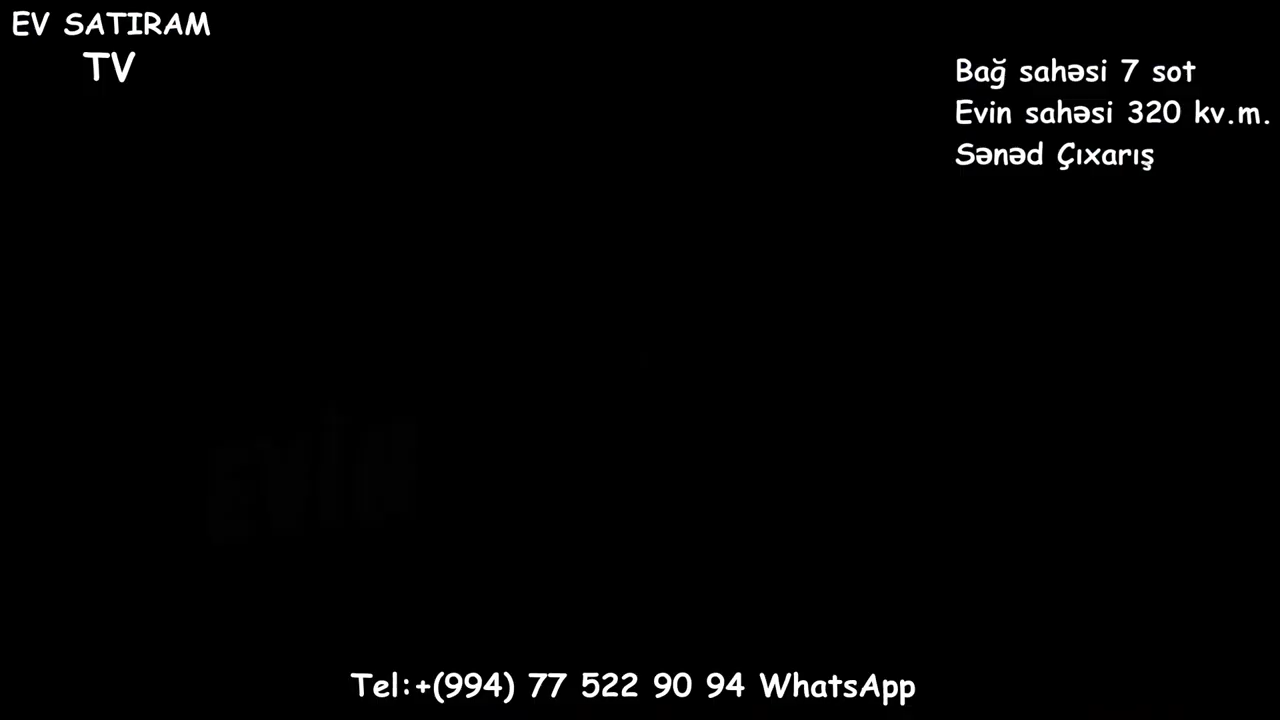 EV SATIRAM
TV
Bağ sahəsi 7 sot
Evin sahəsi 320 kv.m.
Sənəd Çıxarış
EVİN
Tel:+(994) 77 522 90 94 WhatsApp